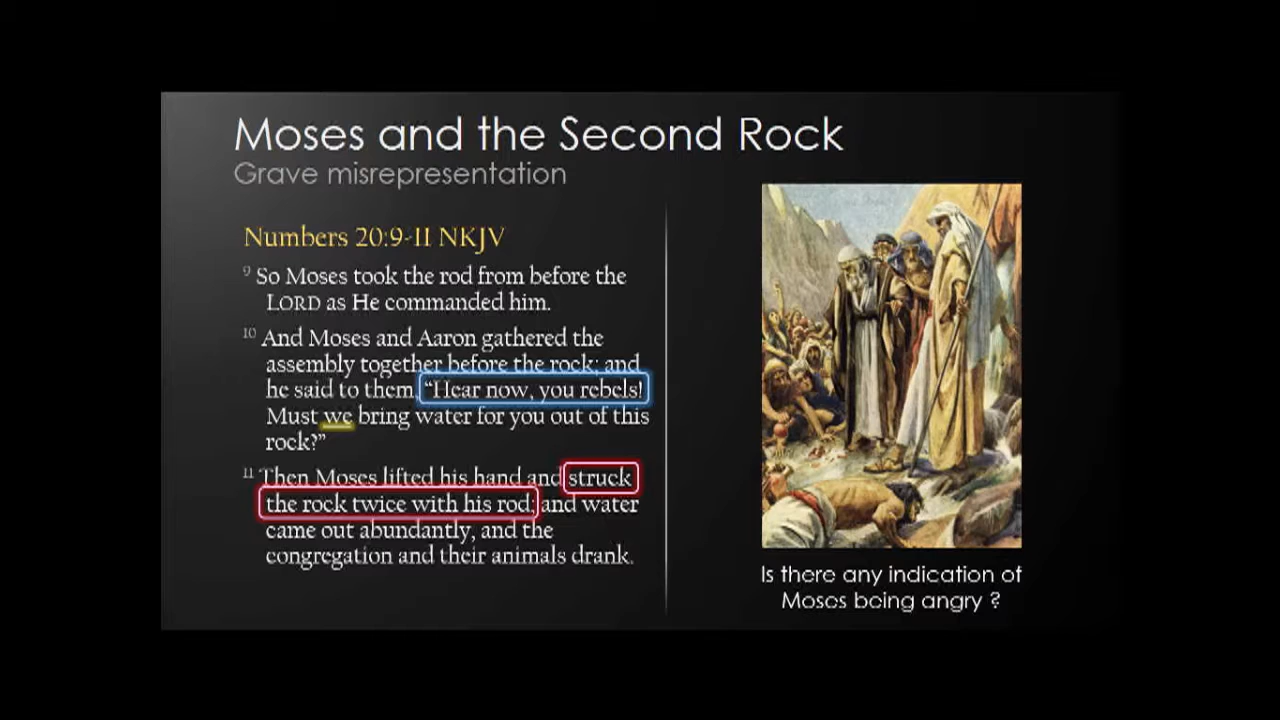 Moses and the Second Rock
Grave misrepresentation
Numbers 20:9-11 NKJV
9 So Moses took the rod from before the
LORD as He commanded him.
10 And Moses and Aaron gathered the
assembly together before the rock; and
he said to them, “Hear now, you rebels!
Must we bring water for you out of this
rock?”
11 Then Moses lifted his hand and struck
the rock twice with his rod; and water
came out abundantly, and the
congregation and their animals drank.
Is there any indication of
Moses being angry ?